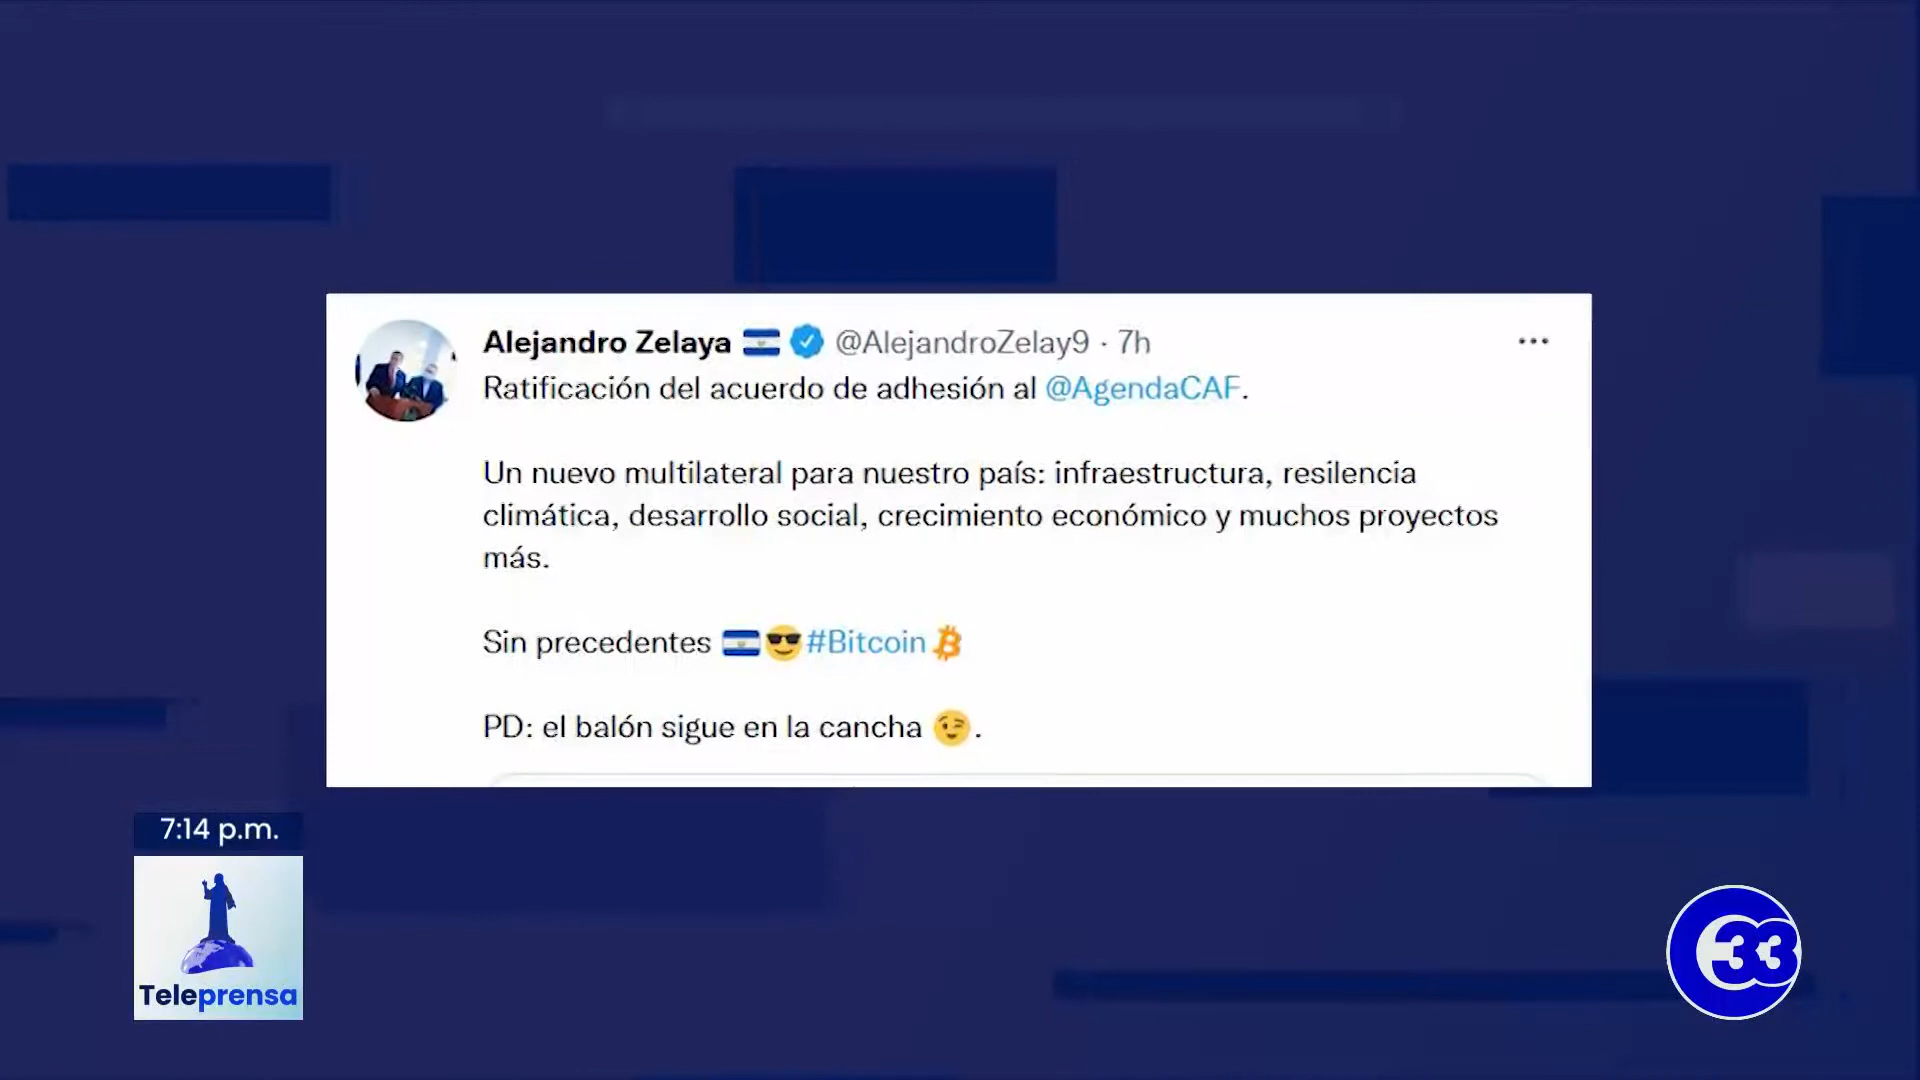 Alejandro Zelaya 🇸🇻 @AlejandroZelay9 · 7h
Ratificación del acuerdo de adhesión al @AgendaCAF.
Un nuevo multilateral para nuestro país: infraestructura, resilencia
climática, desarrollo social, crecimiento económico y muchos proyectos
más.
Sin precedentes 🇸🇻😎#Bitcoin₿
PD: el balón sigue en la cancha 😉.
7:14 p.m.
Teleprensa
33